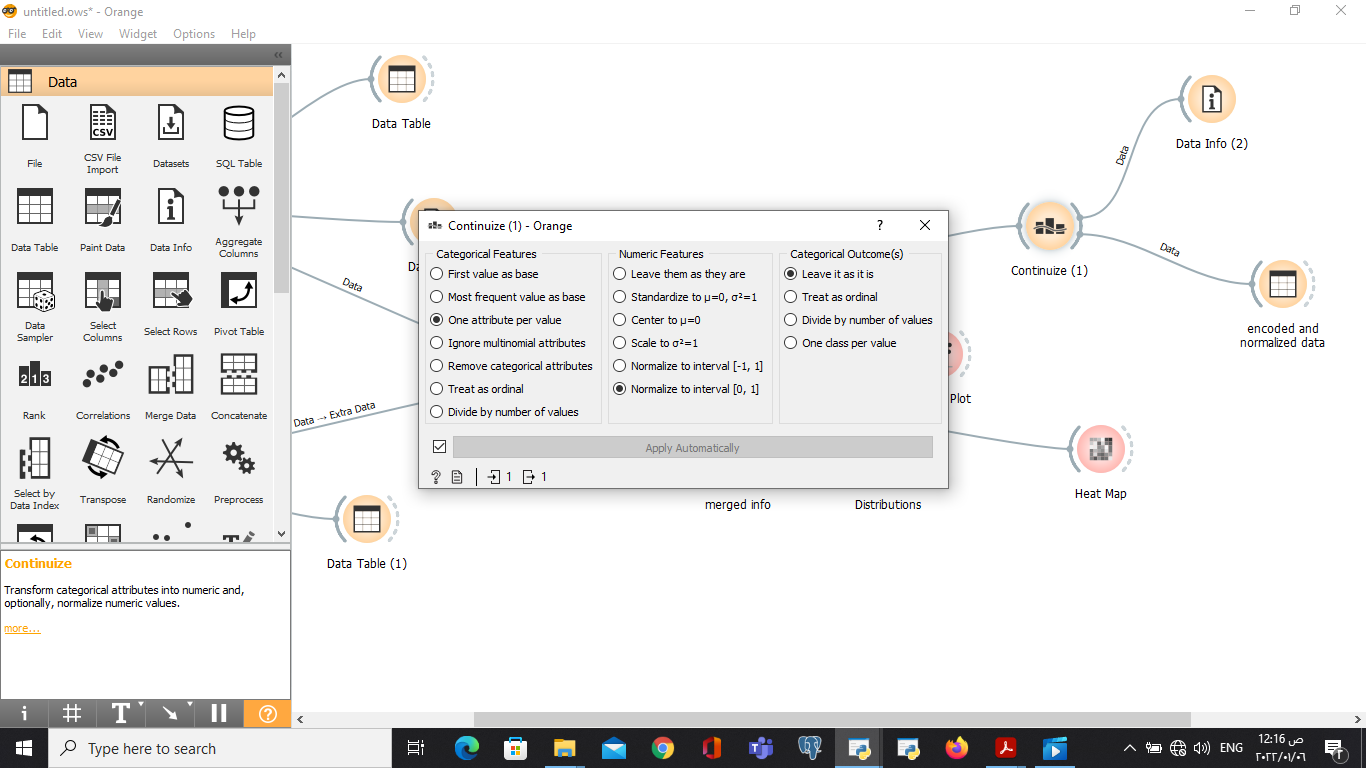 untitled.ows* - Orange
File Edit View Widget Options Help
Data
File
CSV File Import
Datasets
SQL Table
Data Table
Paint Data
Data Info
Aggregate Columns
Data Sampler
Select Columns
Select Rows
Pivot Table
Rank
Correlations
Merge Data
Concatenate
Select by Data Index
Transpose
Randomize
Preprocess
Continuize
Transform categorical attributes into numeric and,
optionally, normalize numeric values.
more...
Data Table
Data
Data → Extra Data
Data Table (1)
merged info
Distributions
Plot
Heat Map
Continuize (1)
Data
Data
Data Info (2)
encoded and
normalized data
Continuize (1) - Orange
?
Categorical Features
First value as base
Most frequent value as base
One attribute per value
Ignore multinomial attributes
Remove categorical attributes
Treat as ordinal
Divide by number of values
Numeric Features
Leave them as they are
Standardize to μ=0, σ²=1
Center to μ=0
Scale to σ²=1
Normalize to interval [-1, 1]
Normalize to interval [0, 1]
Categorical Outcome(s)
Leave it as it is
Treat as ordinal
Divide by number of values
One class per value
Apply Automatically
? 1 1
Type here to search
ENG
12:16 ص
٢٠٢٢/٠١/٠٦